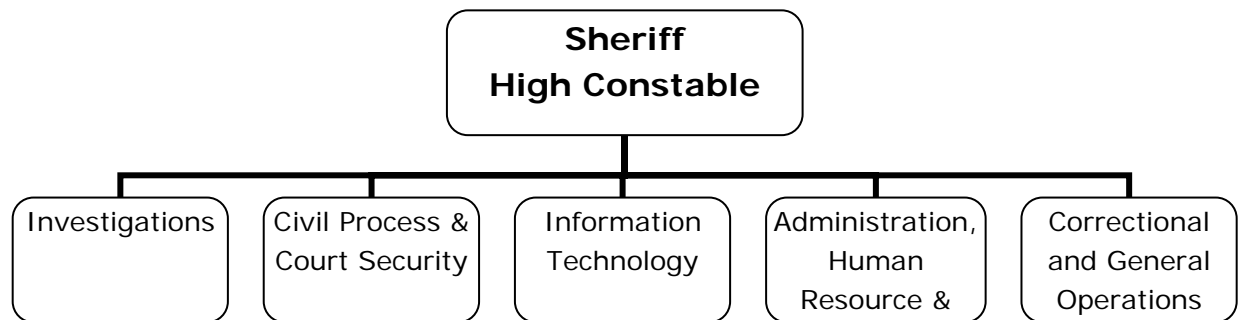 Sheriff
High Constable
Investigations
Civil Process &
Court Security
Information
Technology
Administration,
Human
Resource &
Correctional
and General
Operations